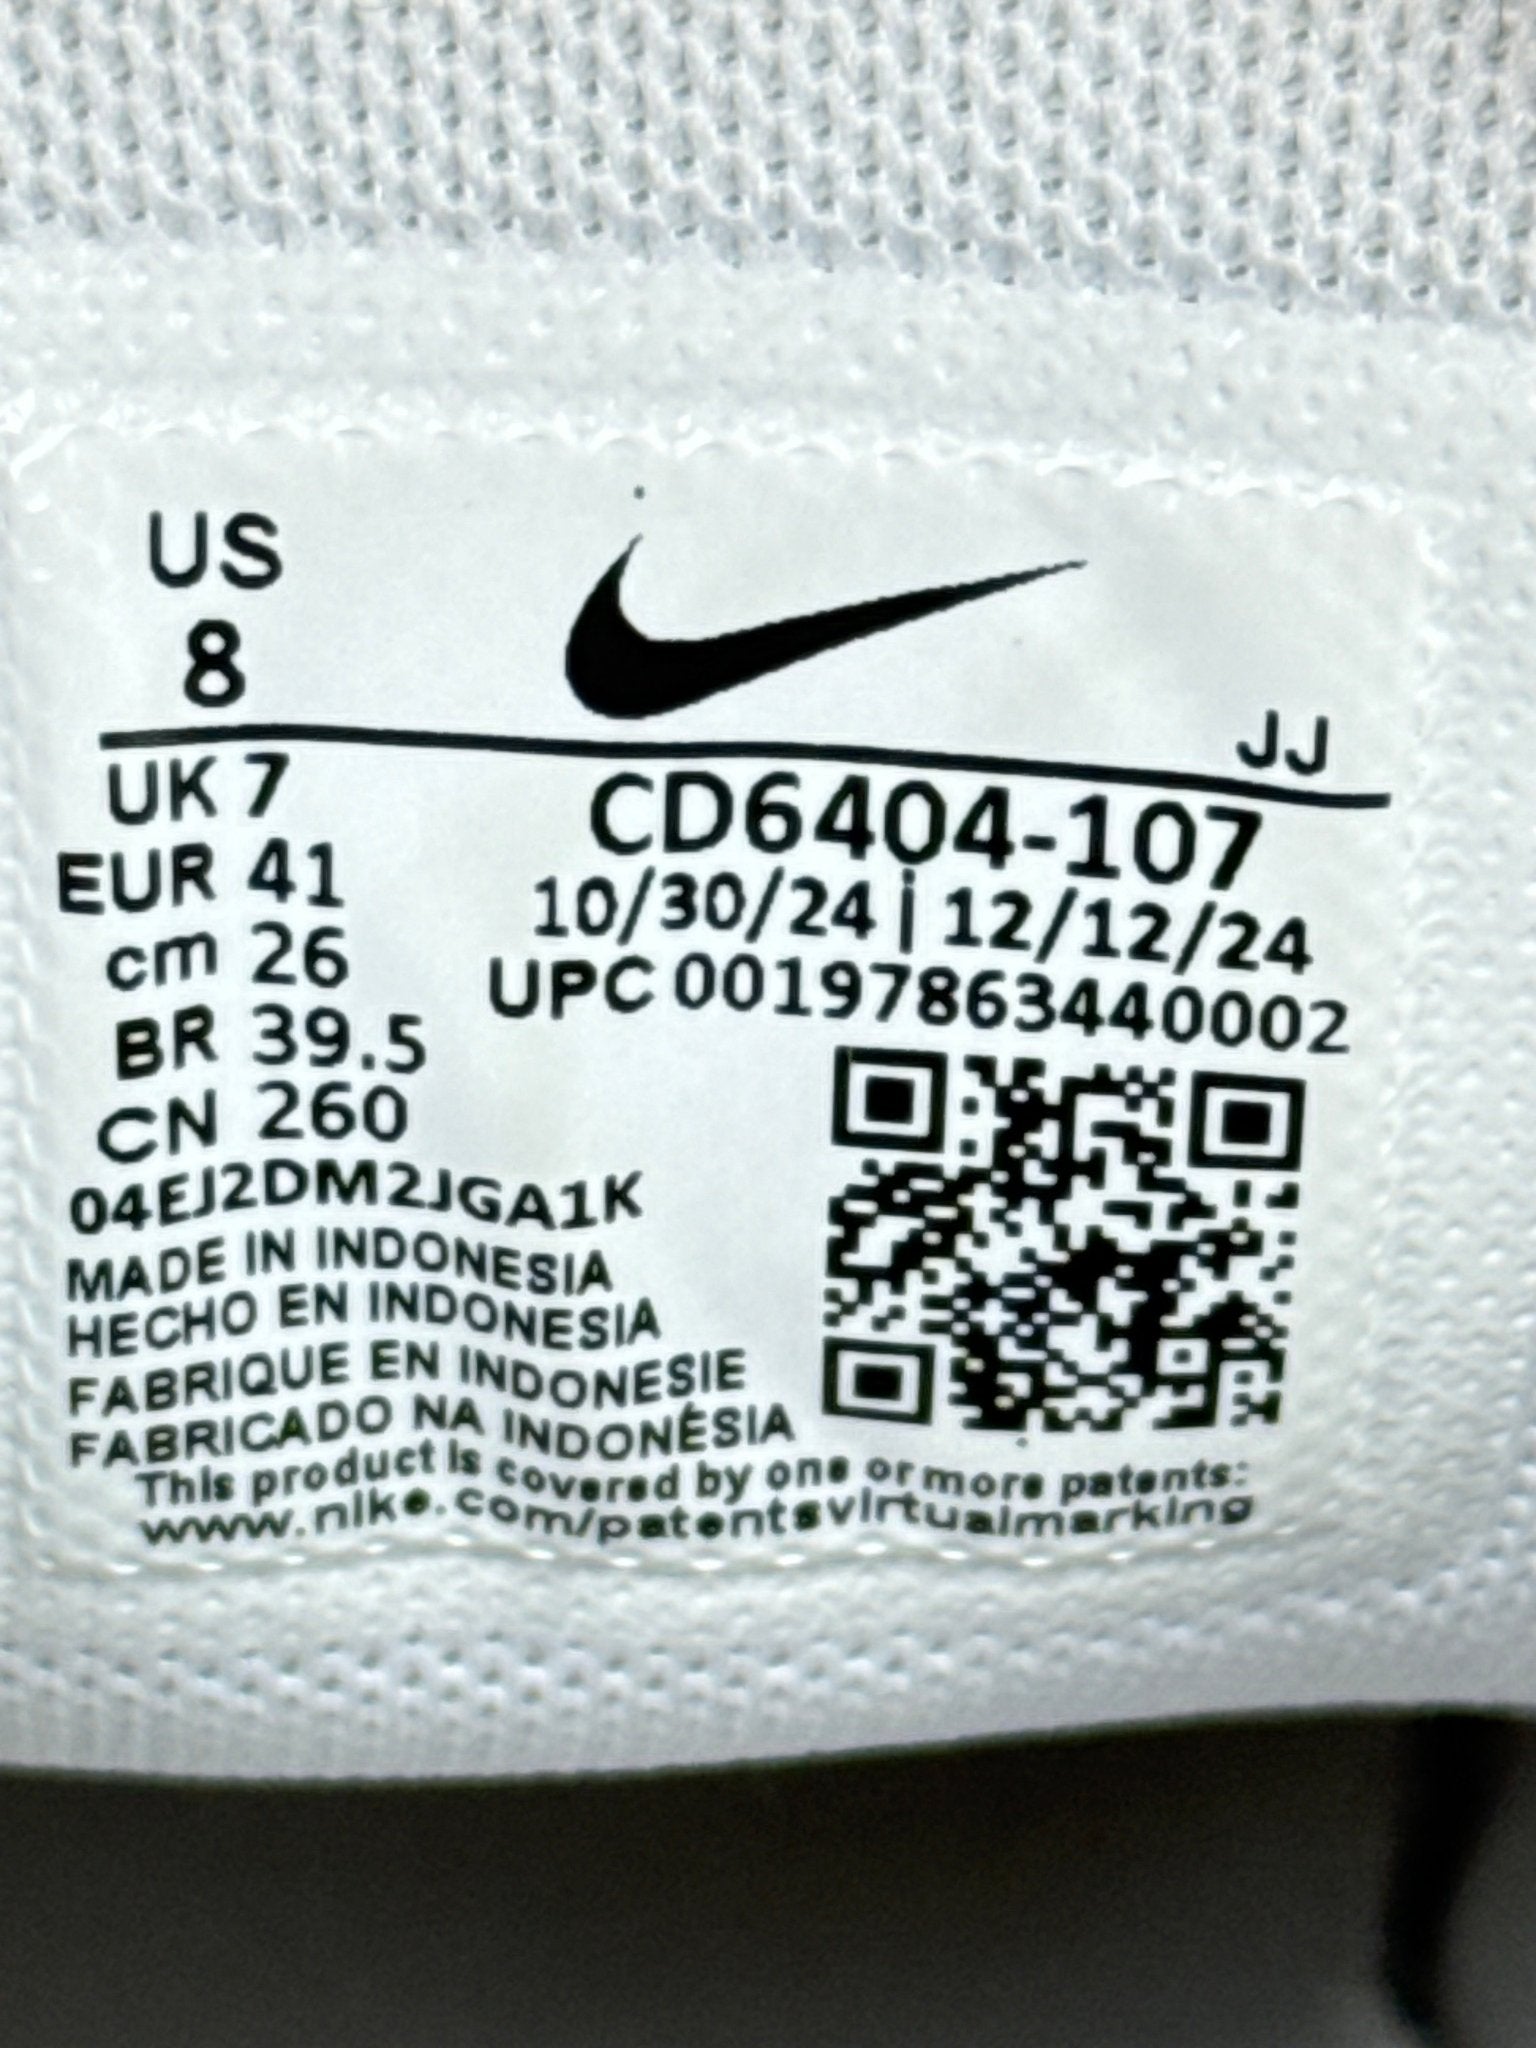 US
8
JJ
UK 7
EUR 41
cm 26
BR 39.5
CN 260
CD6404-107
10/30/24 | 12/12/24
UPC 00197863440002
04EJ2DM2JGA1K
MADE IN INDONESIA
HECHO EN INDONESIA
FABRIQUE EN INDONESIE
FABRICADO NA INDONÉSIA
This product is covered by one or more patents:
www.nike.com/patentsvirtualmarking